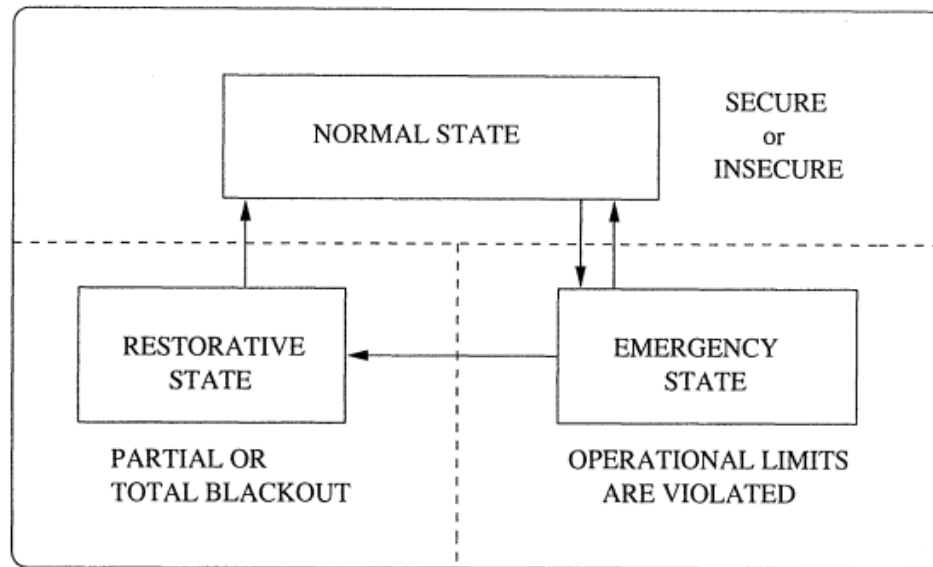 NORMAL STATE
SECURE
or
INSECURE
RESTORATIVE
STATE
EMERGENCY
STATE
PARTIAL OR
TOTAL BLACKOUT
OPERATIONAL LIMITS
ARE VIOLATED